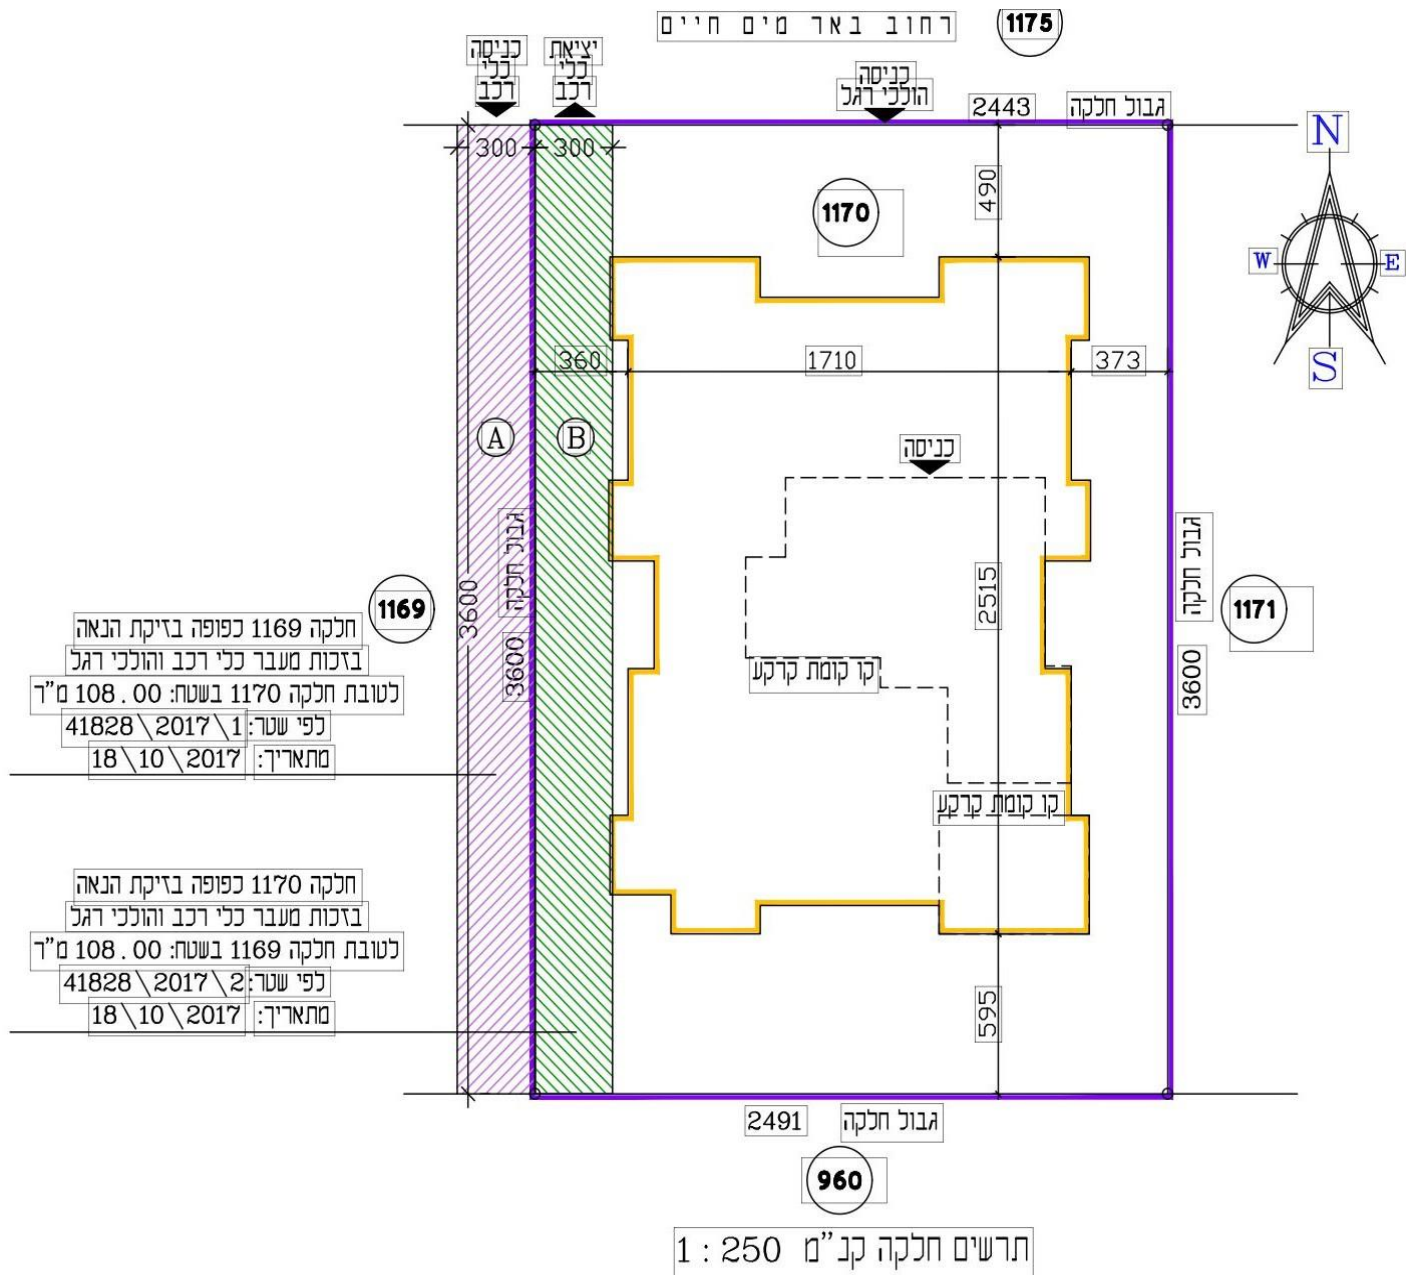 רחוב באר מים חיים
1175
כניסה
כלי
רכב
יציאת
כלי
רכב
כניסה
הולכי רגל
2443
גבול חלקה
N
W
E
S
300
300
490
1170
360
1710
373
A
B
כניסה
גבול חלקה
3600
3600
1169
2515
קו קומת קרקע
קו קומת קרקע
גבול חלקה
3600
1171
חלקה 1169 כפופה בזיקת הנאה
בזכות מעבר כלי רכב והולכי רגל
לטובת חלקה 1170 בשטח: 108.00 מ"ר
לפי שטר: 41828\2017\1
מתאריך: 18\10\2017
חלקה 1170 כפופה בזיקת הנאה
בזכות מעבר כלי רכב והולכי רגל
לטובת חלקה 1169 בשטח: 108.00 מ"ר
לפי שטר: 41828\2017\2
מתאריך: 18\10\2017
595
2491
גבול חלקה
960
תרשים חלקה קנ"מ 250 : 1